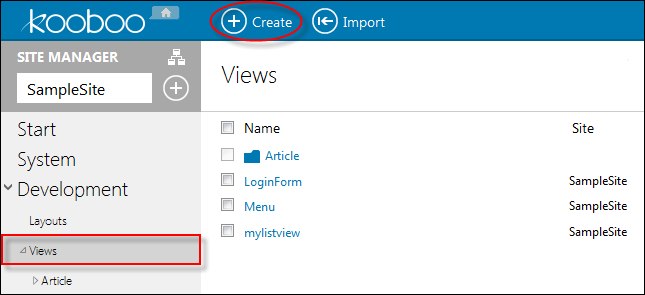 kooboo
Create
Import
SITE MANAGER
SampleSite
Start
System
Development
Layouts
Views
Article
Views
Name Site
Article
LoginForm SampleSite
Menu SampleSite
mylistview SampleSite